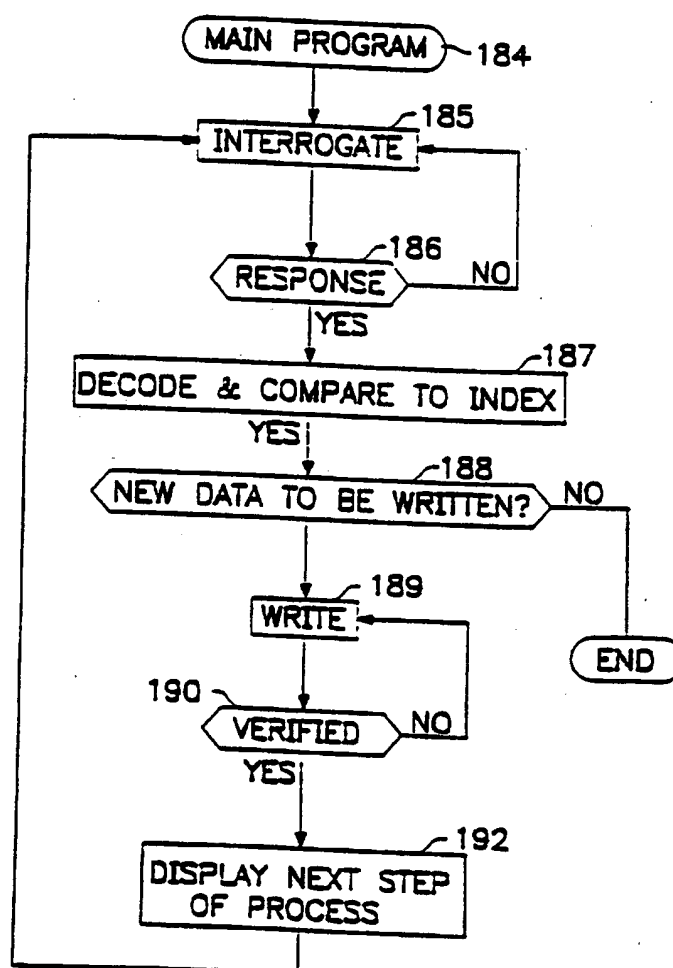 MAIN PROGRAM
184
185
INTERROGATE
186
RESPONSE
NO
YES
187
DECODE & COMPARE TO INDEX
YES
188
NEW DATA TO BE WRITTEN?
NO
189
WRITE
END
190
VERIFIED
NO
YES
192
DISPLAY NEXT STEP
OF PROCESS